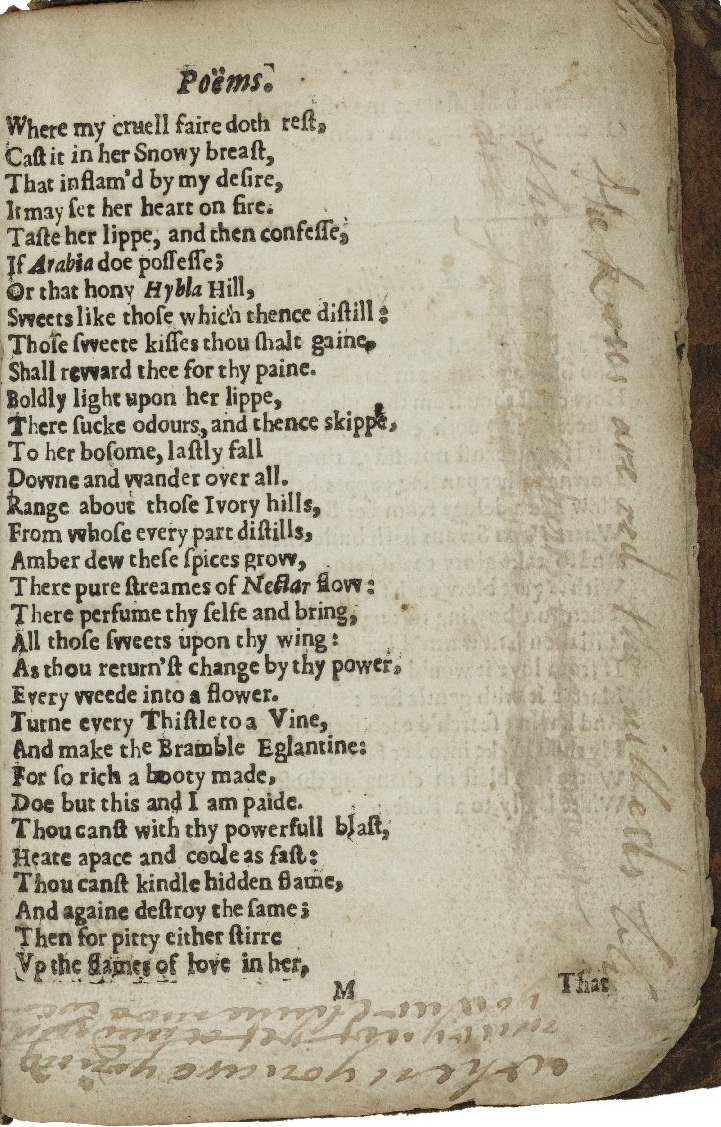 Poëms.
Where my cruell faire doth reſt,
Caſt it in her Snowy breaſt,
That inflam'd by my deſire,
It may ſet her heart on fire.
Taſte her lippe, and then confeſſe,
If Arabia doe poſſeſſe;
Or that hony Hybla Hill,
Sweets like thoſe which thence diſtill:
Thoſe ſweete kiſſes thou ſhalt gaine,
Shall reward thee for thy paine.
Boldly light upon her lippe,
There ſucke odours, and thence skippe,
To her boſome, laſtly fall
Downe and wander over all.
Range about thoſe Ivory hills,
From whoſe every part diſtills,
Amber dew theſe ſpices grow,
There pure ſtreames of Nectar flow:
There perfume thy ſelfe and bring,
All thoſe ſweets upon thy wing:
As thou return'ſt change by thy power,
Every weede into a flower.
Turne every Thiſtle to a Vine,
And make the Bramble Eglantine:
For ſo rich a booty made,
Doe but this and I am paide.
Thou canſt with thy powerfull blaſt,
Heate apace and coole as faſt:
Thou canſt kindle hidden flame,
And againe deſtroy the ſame;
Then for pitty either ſtirre
Vp the flames of love in her,
M
That
the
the Roses are red the
when you are young